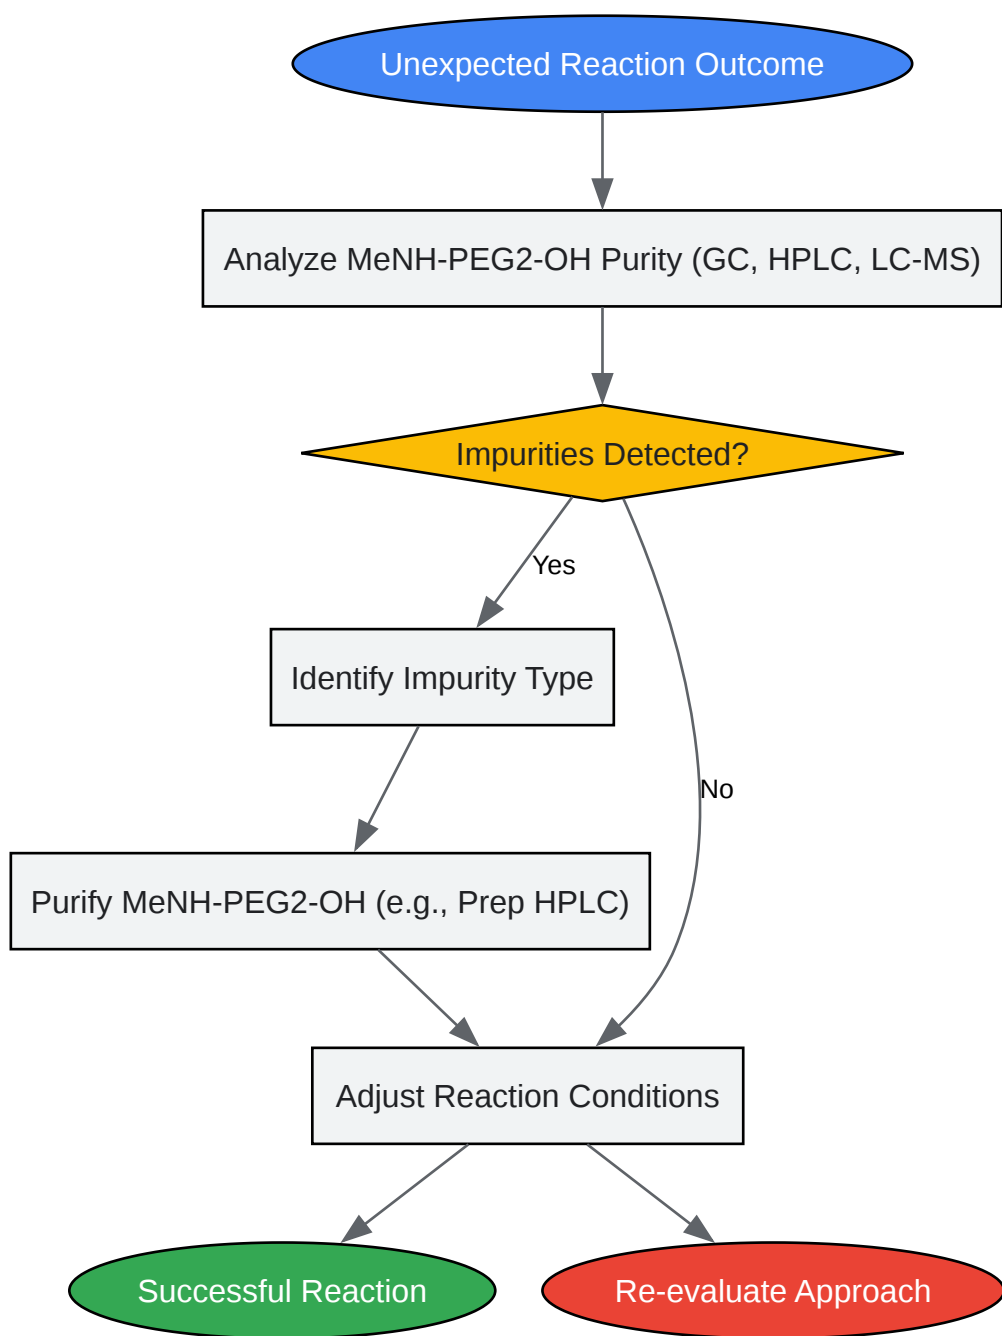 Unexpected Reaction Outcome
Analyze MeNH-PEG2-OH Purity (GC, HPLC, LC-MS)
Impurities Detected?
Yes
Identify Impurity Type
No
Purify MeNH-PEG2-OH (e.g., Prep HPLC)
Adjust Reaction Conditions
Successful Reaction
Re-evaluate Approach